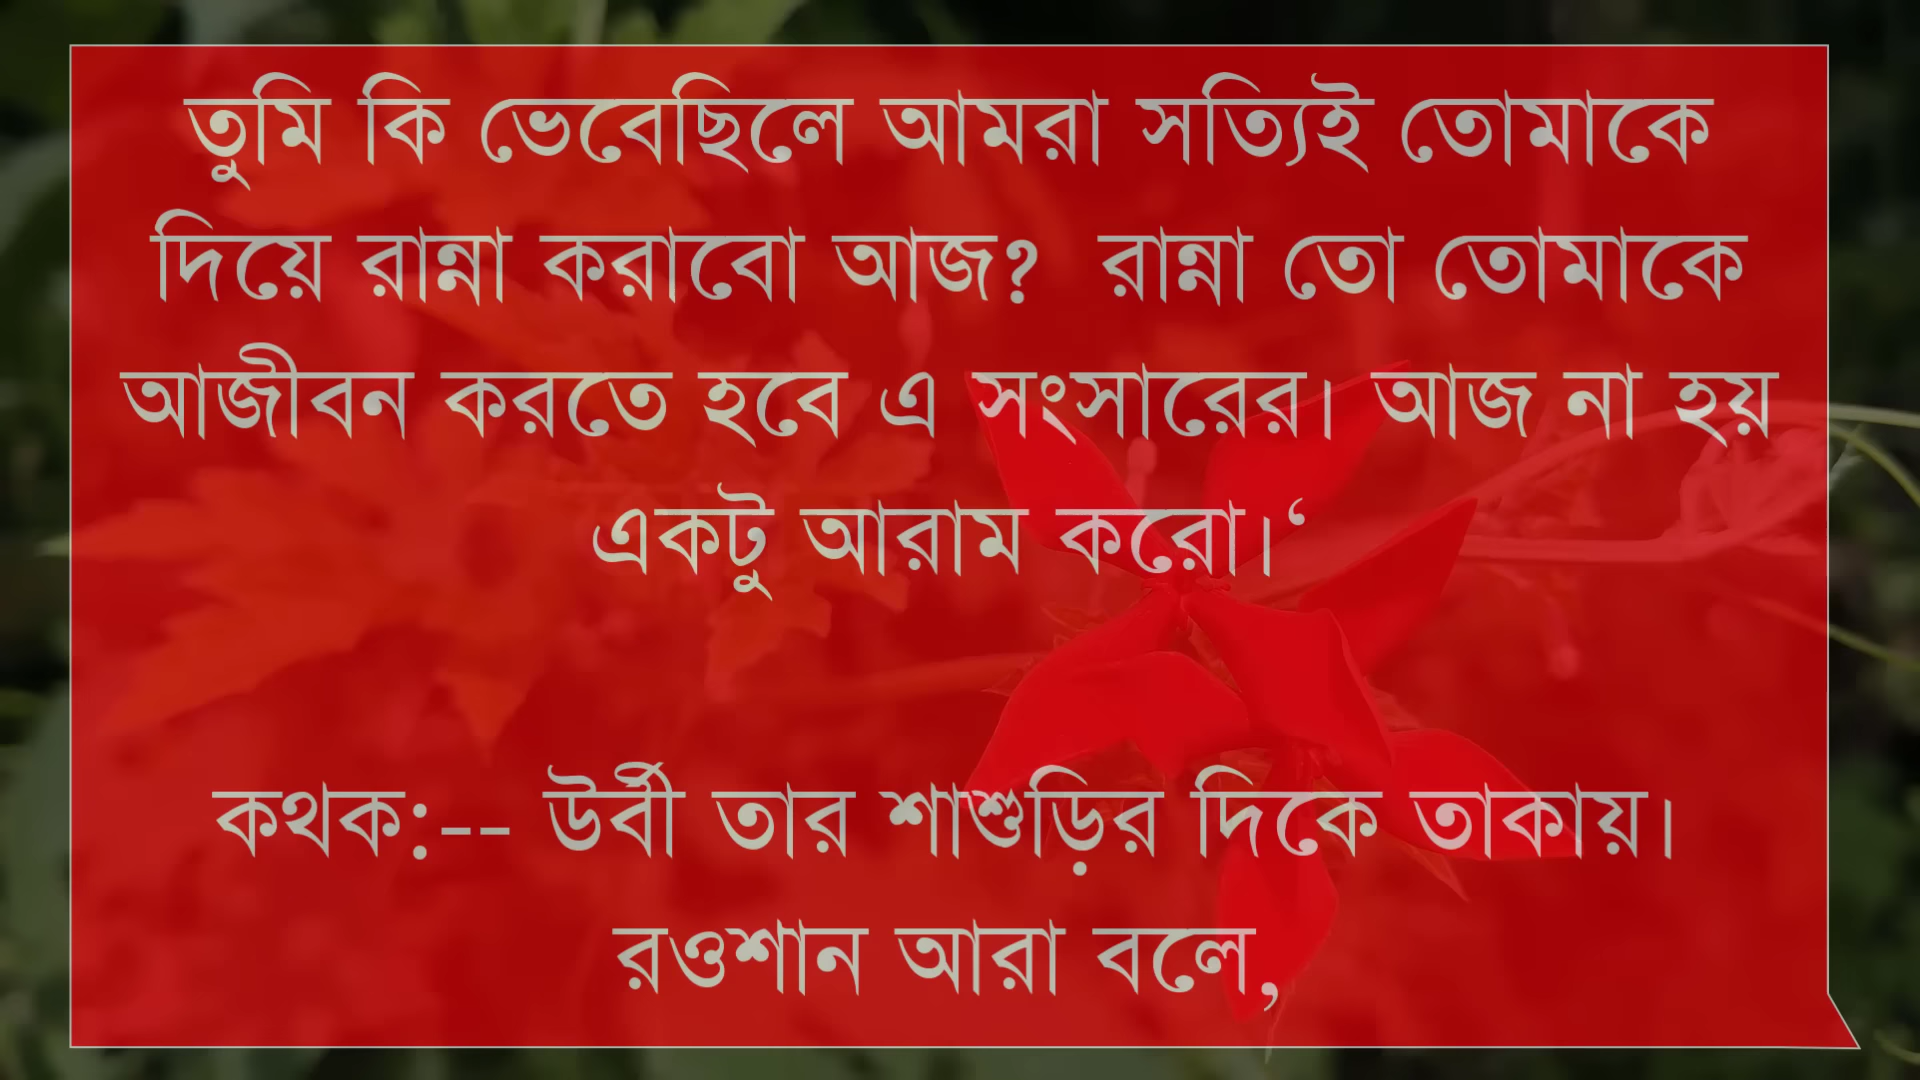 তুমি কি ভেবেছিলে আমরা সত্যিই তোমাকে
দিয়ে রান্না করাবো আজ? রান্না তো তোমাকে
আজীবন করতে হবে এ সংসারের। আজ না হয়
একটু আরাম করো।‘
কথক:-- উর্বী তার শাশুড়ির দিকে তাকায়।
রওশান আরা বলে,